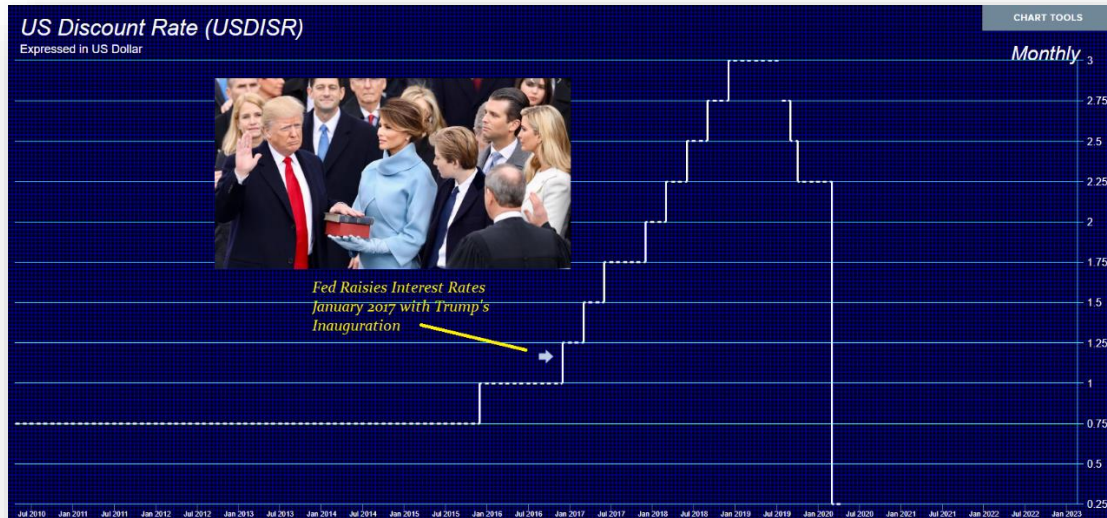 US Discount Rate (USDISR)
Expressed in US Dollar
CHART TOOLS
Monthly
3
2.75
2.5
2.25
2
1.75
1.5
1.25
1
0.75
0.5
0.25
Fed Raisies Interest Rates
January 2017 with Trump's
Inauguration
Jul 2010 Jan 2011 Jul 2011 Jan 2012 Jul 2012 Jan 2013 Jul 2013 Jan 2014 Jul 2014 Jan 2015 Jul 2015 Jan 2016 Jul 2016 Jan 2017 Jul 2017 Jan 2018 Jul 2018 Jan 2019 Jul 2019 Jan 2020 Jul 2020 Jan 2021 Jul 2021 Jan 2022 Jul 2022 Jan 2023